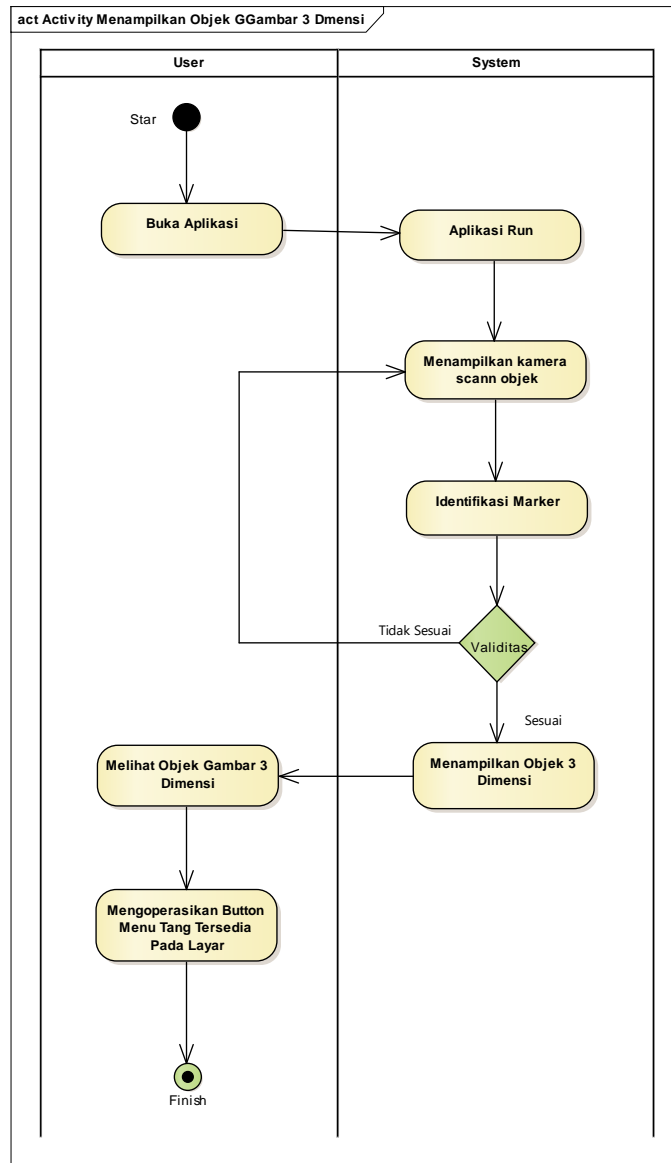 act Activity Menampilkan Objek GGambar 3 Dmensi
User
System
Star
Buka Aplikasi
Aplikasi Run
Menampilkan kamera
scann objek
Identifikasi Marker
Tidak Sesuai
Validitas
Sesuai
Melihat Objek Gambar 3
Dimensi
Menampilkan Objek 3
Dimensi
Mengoperasikan Button
Menu Tang Tersedia
Pada Layar
Finish